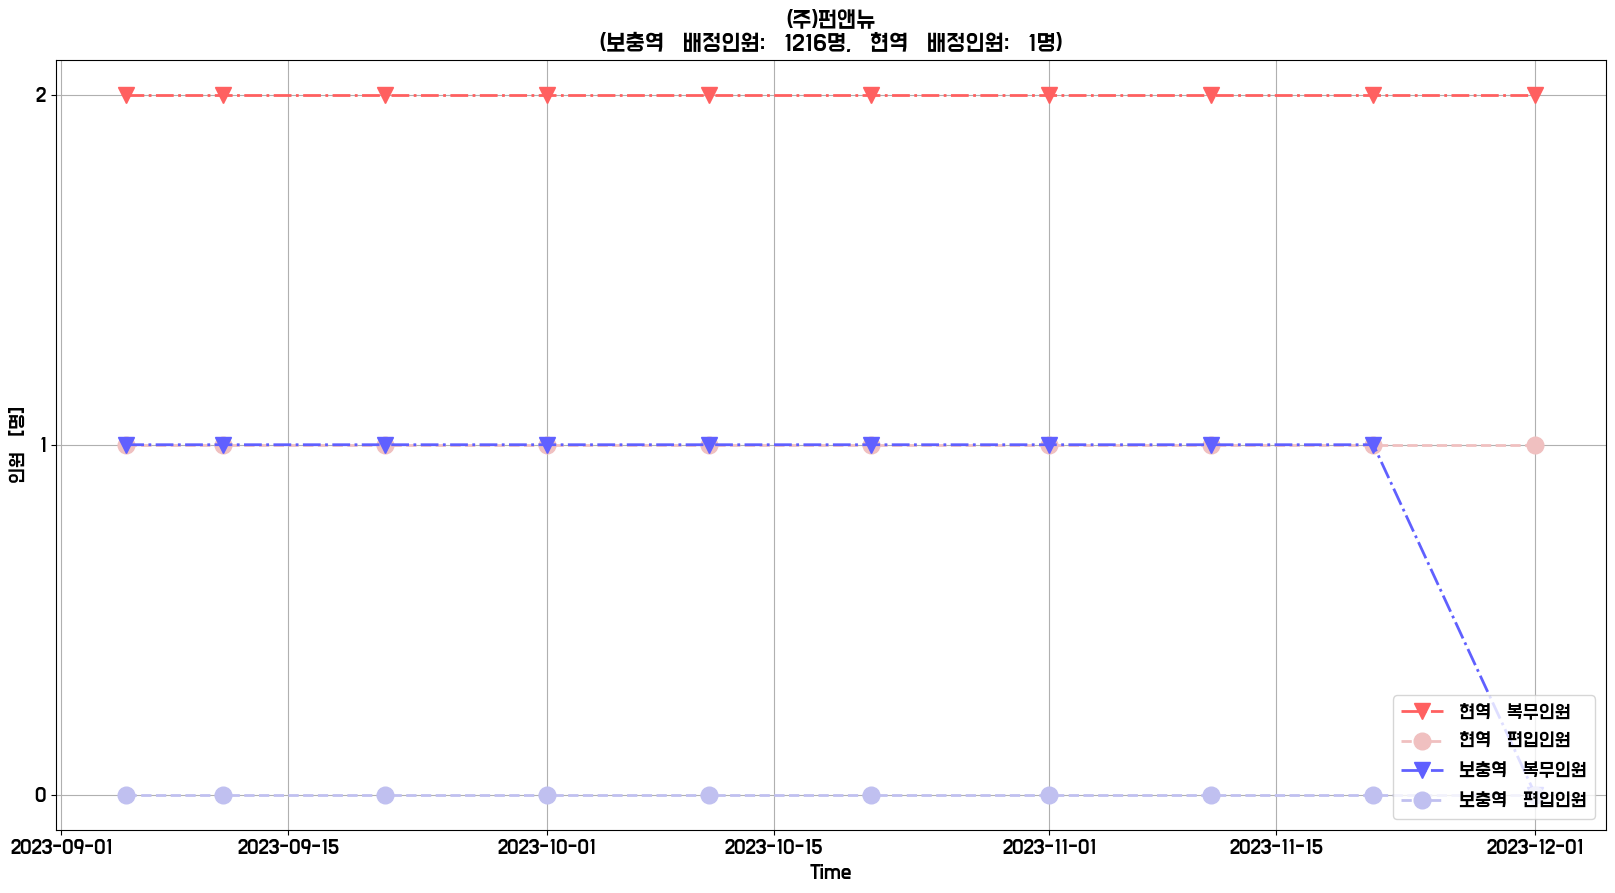 (주)펀앤뉴
(보충역 배정인원: 1216명, 현역 배정인원: 1명)
인원 [명]
2
1
0
현역 복무인원
현역 편입인원
보충역 복무인원
보충역 편입인원
2023-09-01 2023-09-15 2023-10-01 2023-10-15 2023-11-01 2023-11-15 2023-12-01
Time